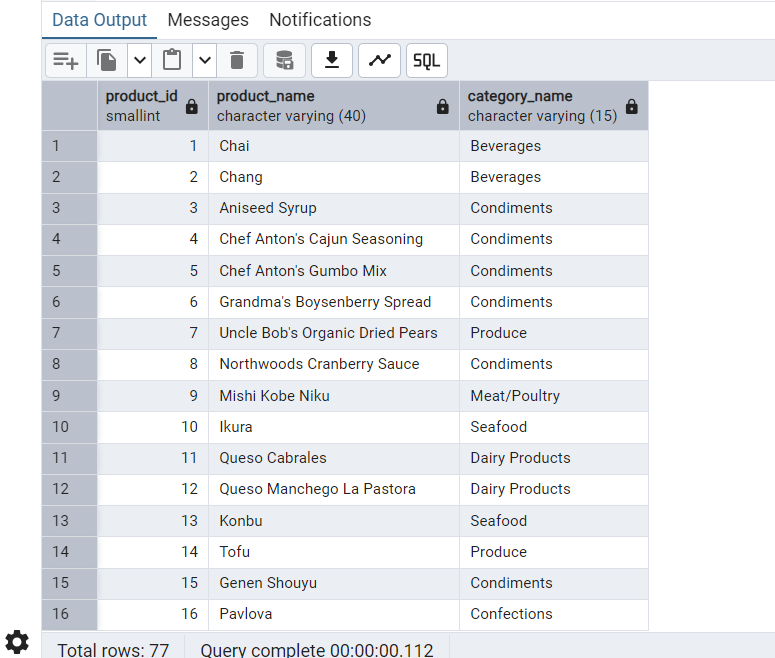 Data Output Messages Notifications
SQL
product_id product_name category_name
smallint character varying (40) character varying (15)
1 1 Chai Beverages
2 2 Chang Beverages
3 3 Aniseed Syrup Condiments
4 4 Chef Anton's Cajun Seasoning Condiments
5 5 Chef Anton's Gumbo Mix Condiments
6 6 Grandma's Boysenberry Spread Condiments
7 7 Uncle Bob's Organic Dried Pears Produce
8 8 Northwoods Cranberry Sauce Condiments
9 9 Mishi Kobe Niku Meat/Poultry
10 10 Ikura Seafood
11 11 Queso Cabrales Dairy Products
12 12 Queso Manchego La Pastora Dairy Products
13 13 Konbu Seafood
14 14 Tofu Produce
15 15 Genen Shouyu Condiments
16 16 Pavlova Confections
Total rows: 77 Query complete 00:00:00.112